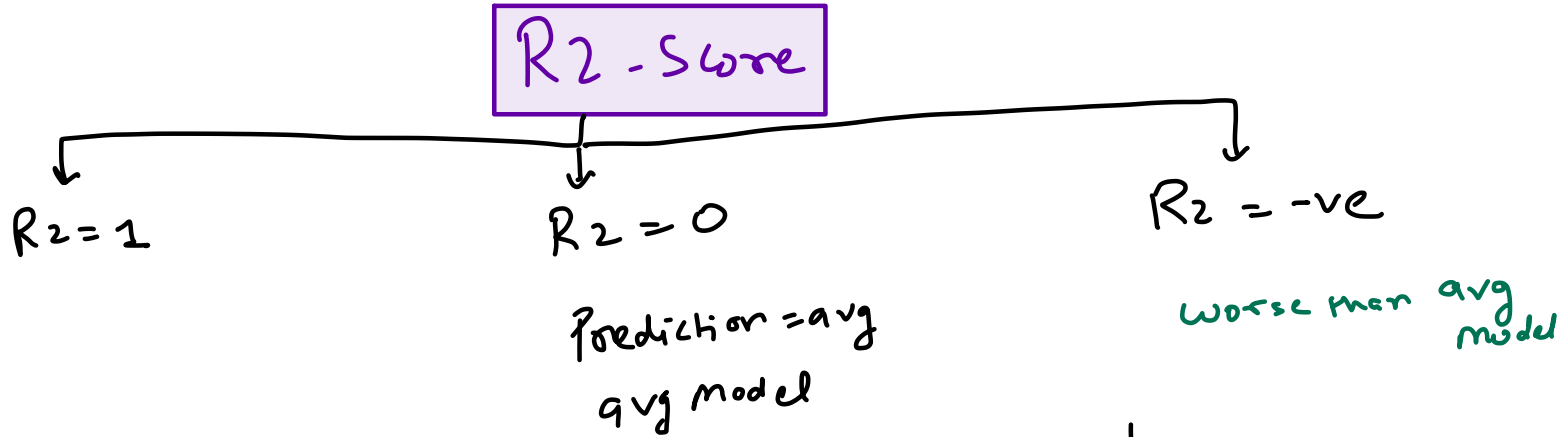 R2 - Score
R2 = 1
R2 = 0
R2 = -ve
Prediction = avg
avg model
worse than avg
model